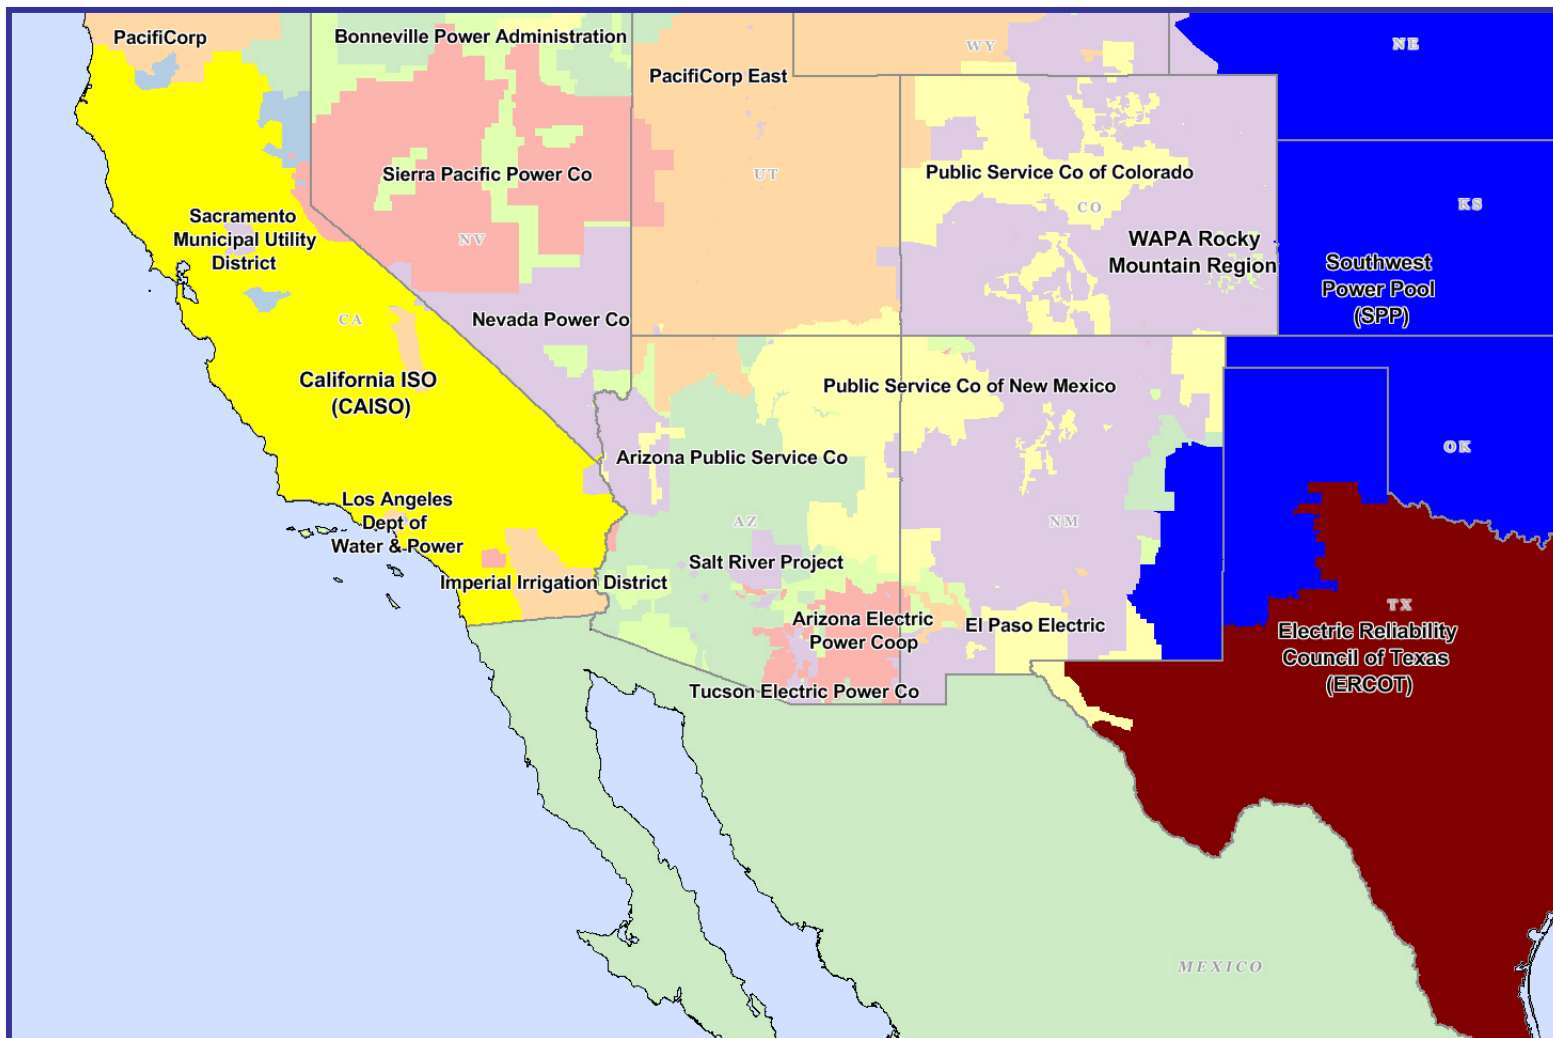 PacifiCorp
Bonneville Power Administration
WY
NE
PacifiCorp East
Sierra Pacific Power Co
UT
Public Service Co of Colorado
CO
KS
Sacramento
Municipal Utility
District
NV
WAPA Rocky
Mountain Region
Southwest
Power Pool
(SPP)
CA
Nevada Power Co
California ISO
(CAISO)
Public Service Co of New Mexico
Arizona Public Service Co
OK
Los Angeles
Dept of
Water & Power
AZ
NM
Salt River Project
Imperial Irrigation District
Arizona Electric
Power Coop
El Paso Electric
TX
Electric Reliability
Council of Texas
(ERCOT)
Tucson Electric Power Co
MEXICO